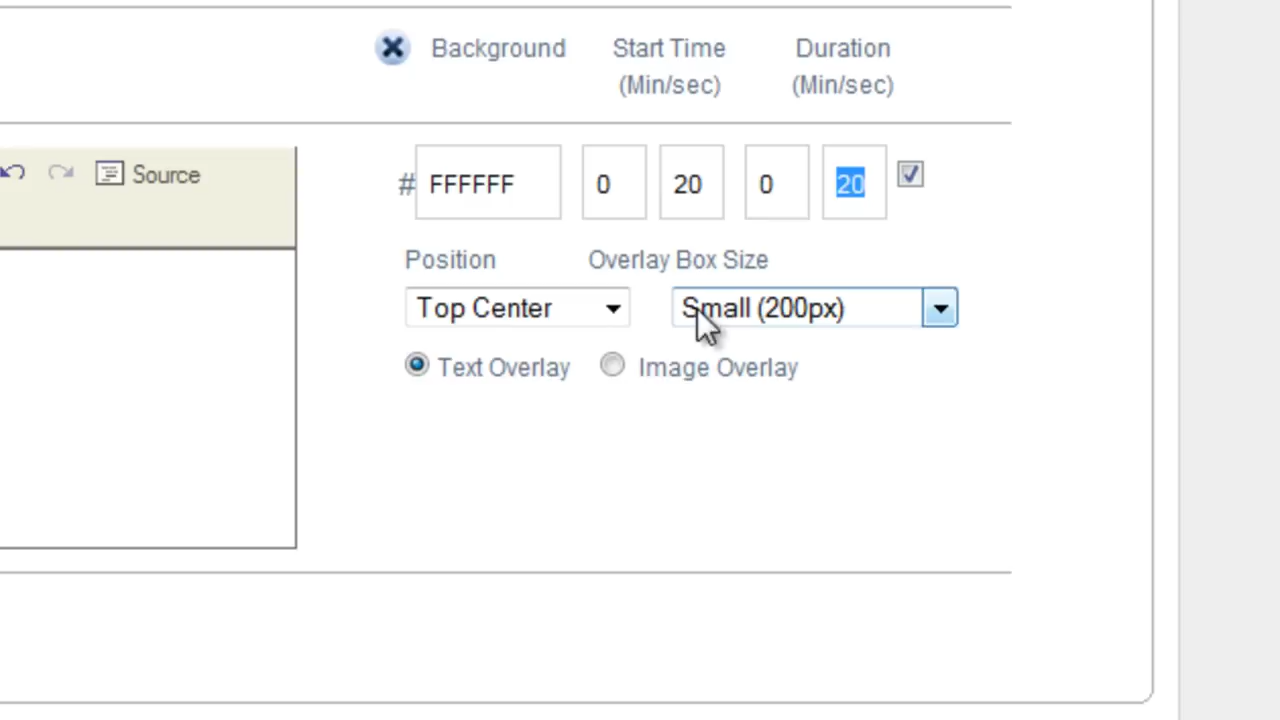 Background Start Time Duration
(Min/sec) (Min/sec)
Source
# FFFFFF 0 20 0 20
Position Overlay Box Size
Top Center Small (200px)
Text Overlay Image Overlay